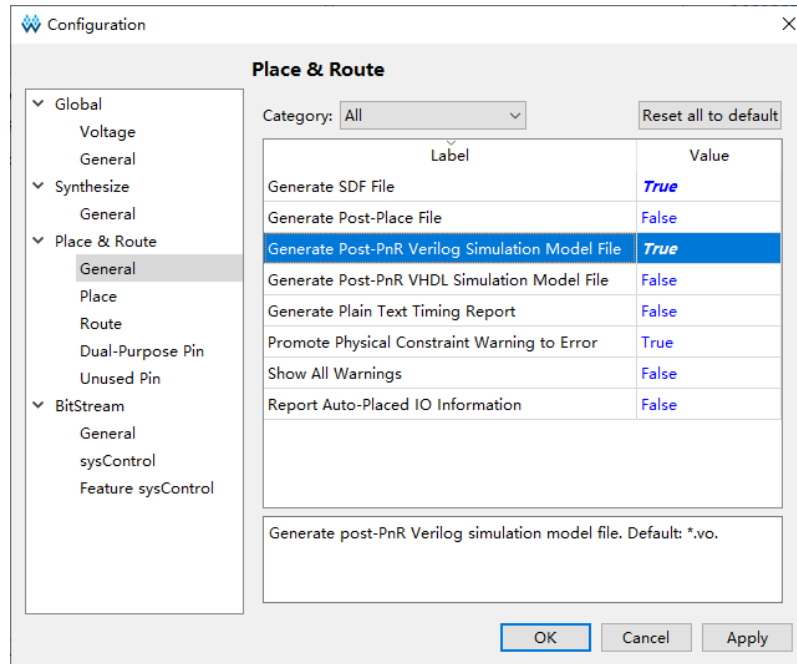 Configuration
Place & Route
Global
Voltage
General
Synthesize
General
Place & Route
General
Place
Route
Dual-Purpose Pin
Unused Pin
BitStream
General
sysControl
Feature sysControl
Category: All Reset all to default
Label Value
Generate SDF File True
Generate Post-Place File False
Generate Post-PnR Verilog Simulation Model File True
Generate Post-PnR VHDL Simulation Model File False
Generate Plain Text Timing Report False
Promote Physical Constraint Warning to Error True
Show All Warnings False
Report Auto-Placed IO Information False
Generate post-PnR Verilog simulation model file. Default: *.vo.
OK Cancel Apply